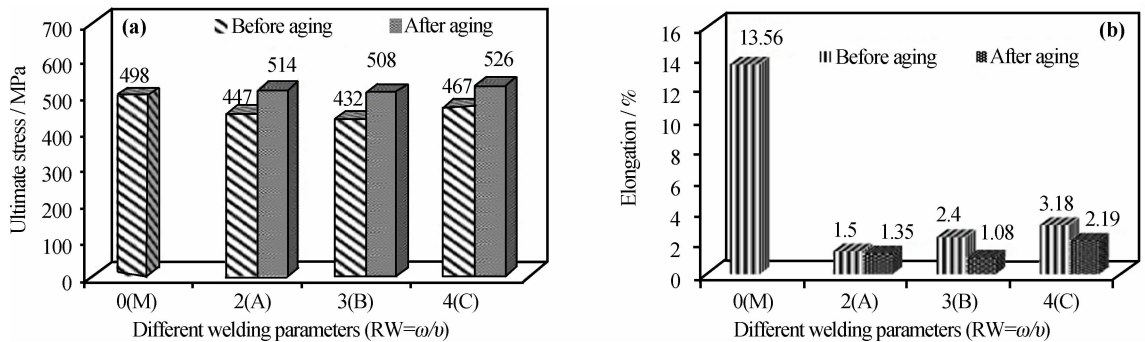 (a)
Before aging
After aging
Ultimate stress / MPa
700
600
500
400
300
200
100
0
498
447
514
432
508
467
526
0(M)
2(A)
3(B)
4(C)
Different welding parameters (RW=ω/υ)
(b)
Before aging
After aging
Elongation / %
16
14
12
10
8
6
4
2
0
13.56
1.5
1.35
2.4
1.08
3.18
2.19
0(M)
2(A)
3(B)
4(C)
Different welding parameters (RW=ω/υ)